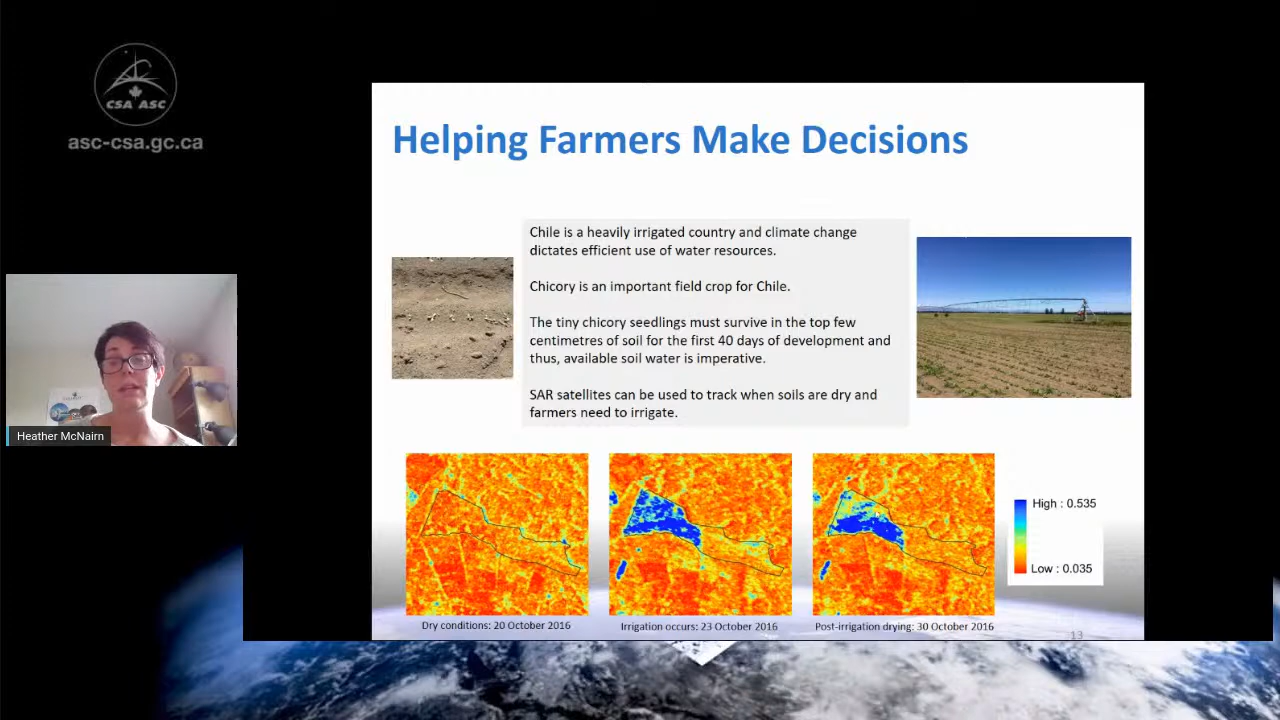 CSA ASC
asc-csa.gc.ca
Helping Farmers Make Decisions
Chile is a heavily irrigated country and climate change
dictates efficient use of water resources.
Chicory is an important field crop for Chile.
The tiny chicory seedlings must survive in the top few
centimetres of soil for the first 40 days of development and
thus, available soil water is imperative.
SAR satellites can be used to track when soils are dry and
farmers need to irrigate.
Heather McNairn
High : 0.535
Low : 0.035
Dry conditions: 20 October 2016
Irrigation occurs: 23 October 2016
Post-irrigation drying: 30 October 2016
13